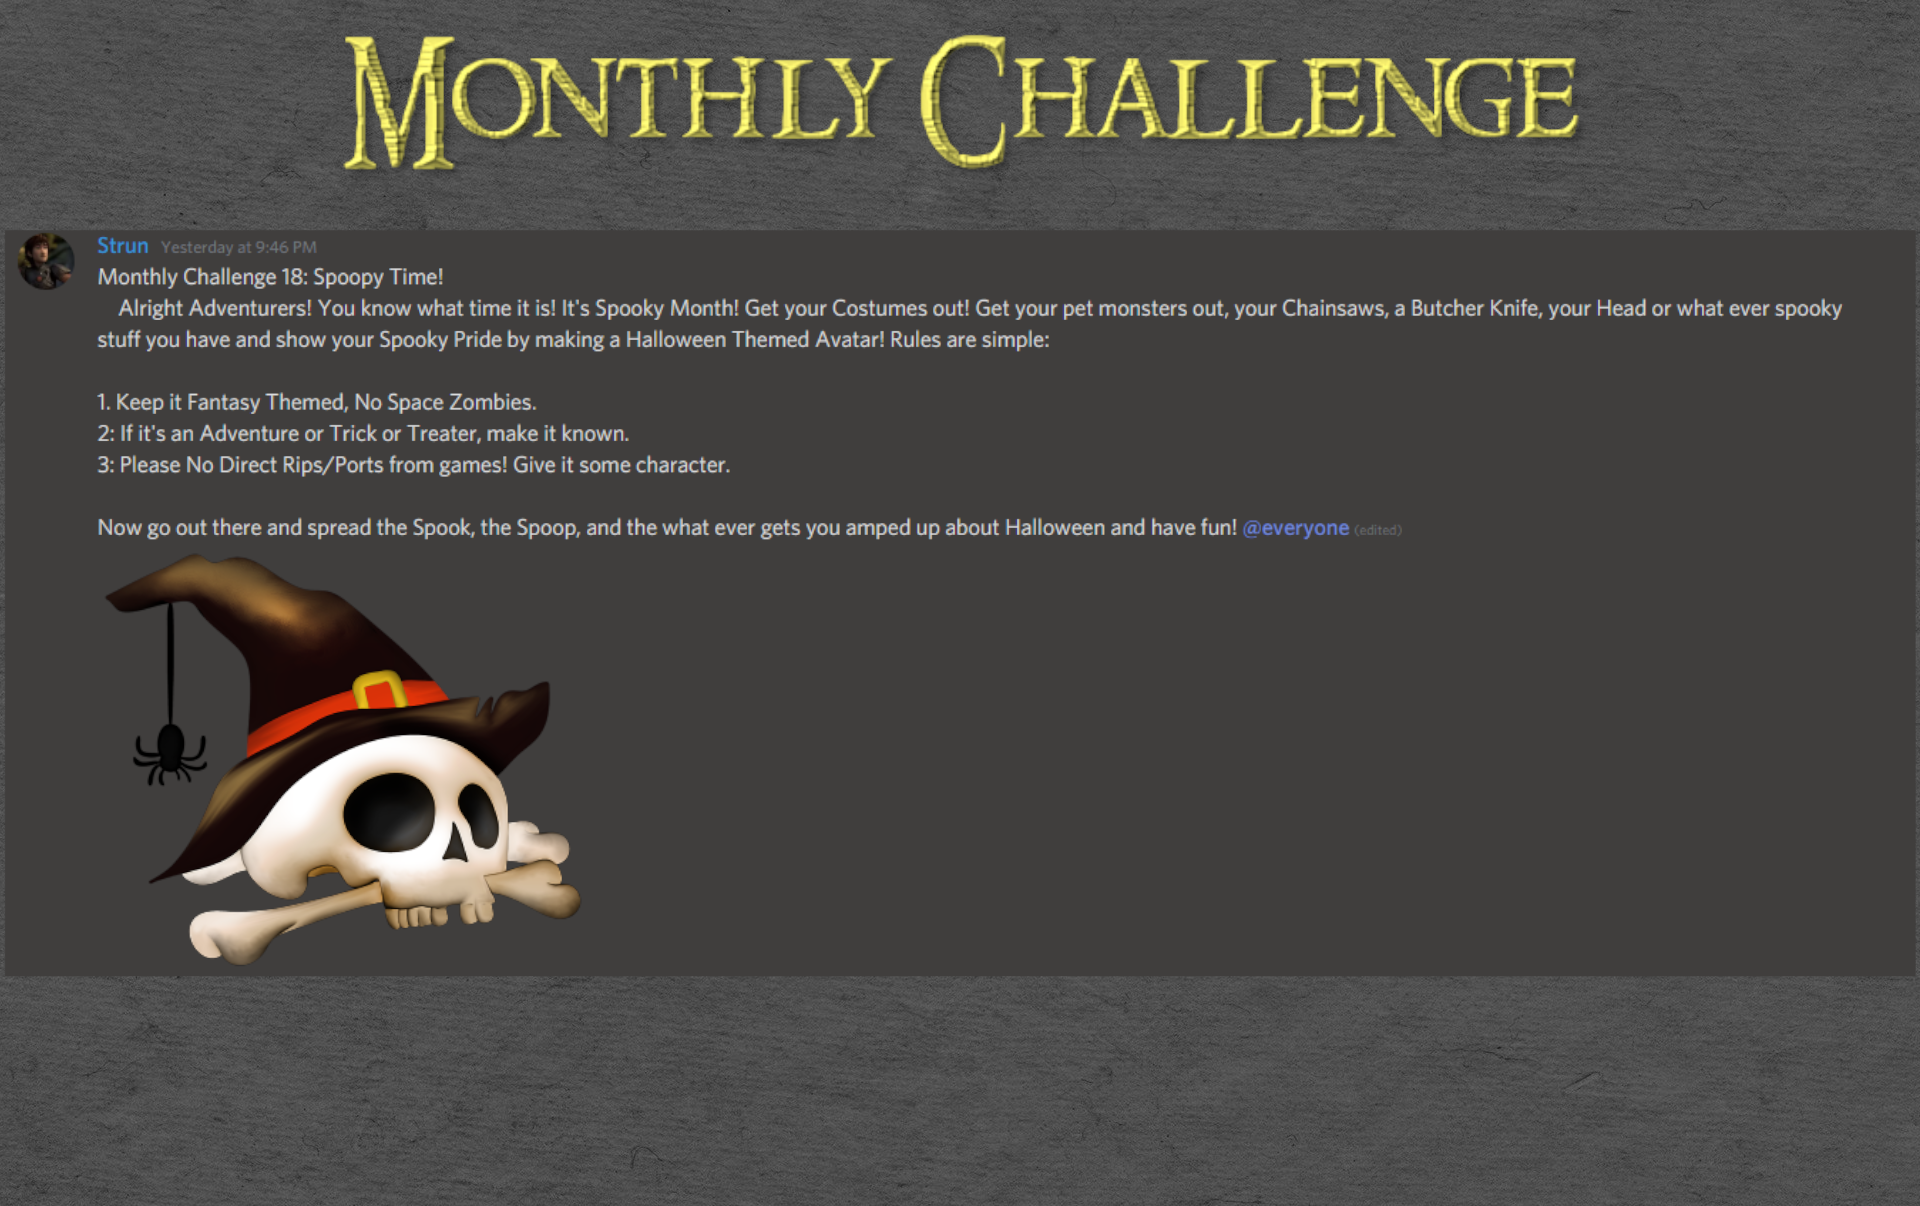 MONTHLY CHALLENGE
Strun Yesterday at 9:46 PM
Monthly Challenge 18: Spoopy Time!
Alright Adventurers! You know what time it is! It's Spooky Month! Get your Costumes out! Get your pet monsters out, your Chainsaws, a Butcher Knife, your Head or what ever spooky
stuff you have and show your Spooky Pride by making a Halloween Themed Avatar! Rules are simple:
1. Keep it Fantasy Themed, No Space Zombies.
2: If it's an Adventure or Trick or Treater, make it known.
3: Please No Direct Rips/Ports from games! Give it some character.
Now go out there and spread the Spook, the Spoop, and the what ever gets you amped up about Halloween and have fun! @everyone (edited)